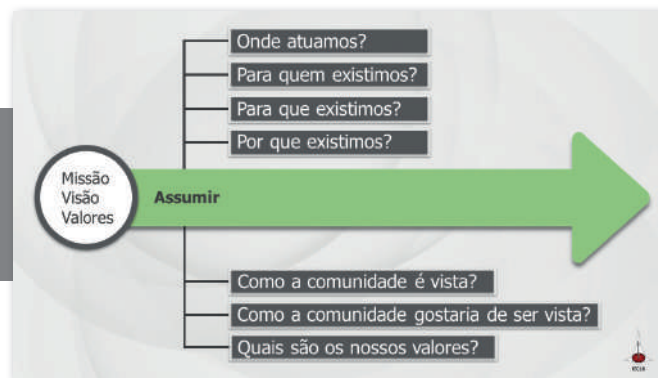 Onde atuamos?
Para quem existimos?
Para que existimos?
Por que existimos?
Missão
Visão
Valores
Assumir
Como a comunidade é vista?
Como a comunidade gostaria de ser vista?
Quais são os nossos valores?